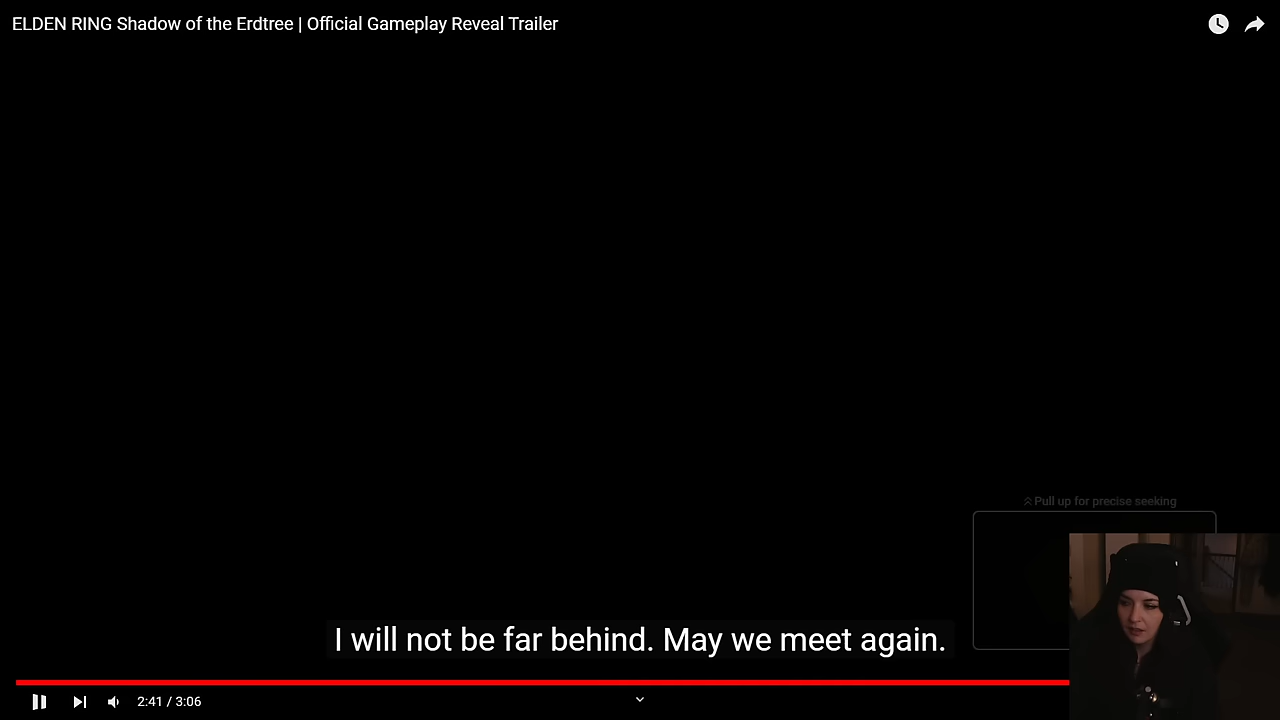 ELDEN RING Shadow of the Erdtree | Official Gameplay Reveal Trailer
Pull up for precise seeking
I will not be far behind. May we meet again.
2:41 / 3:06